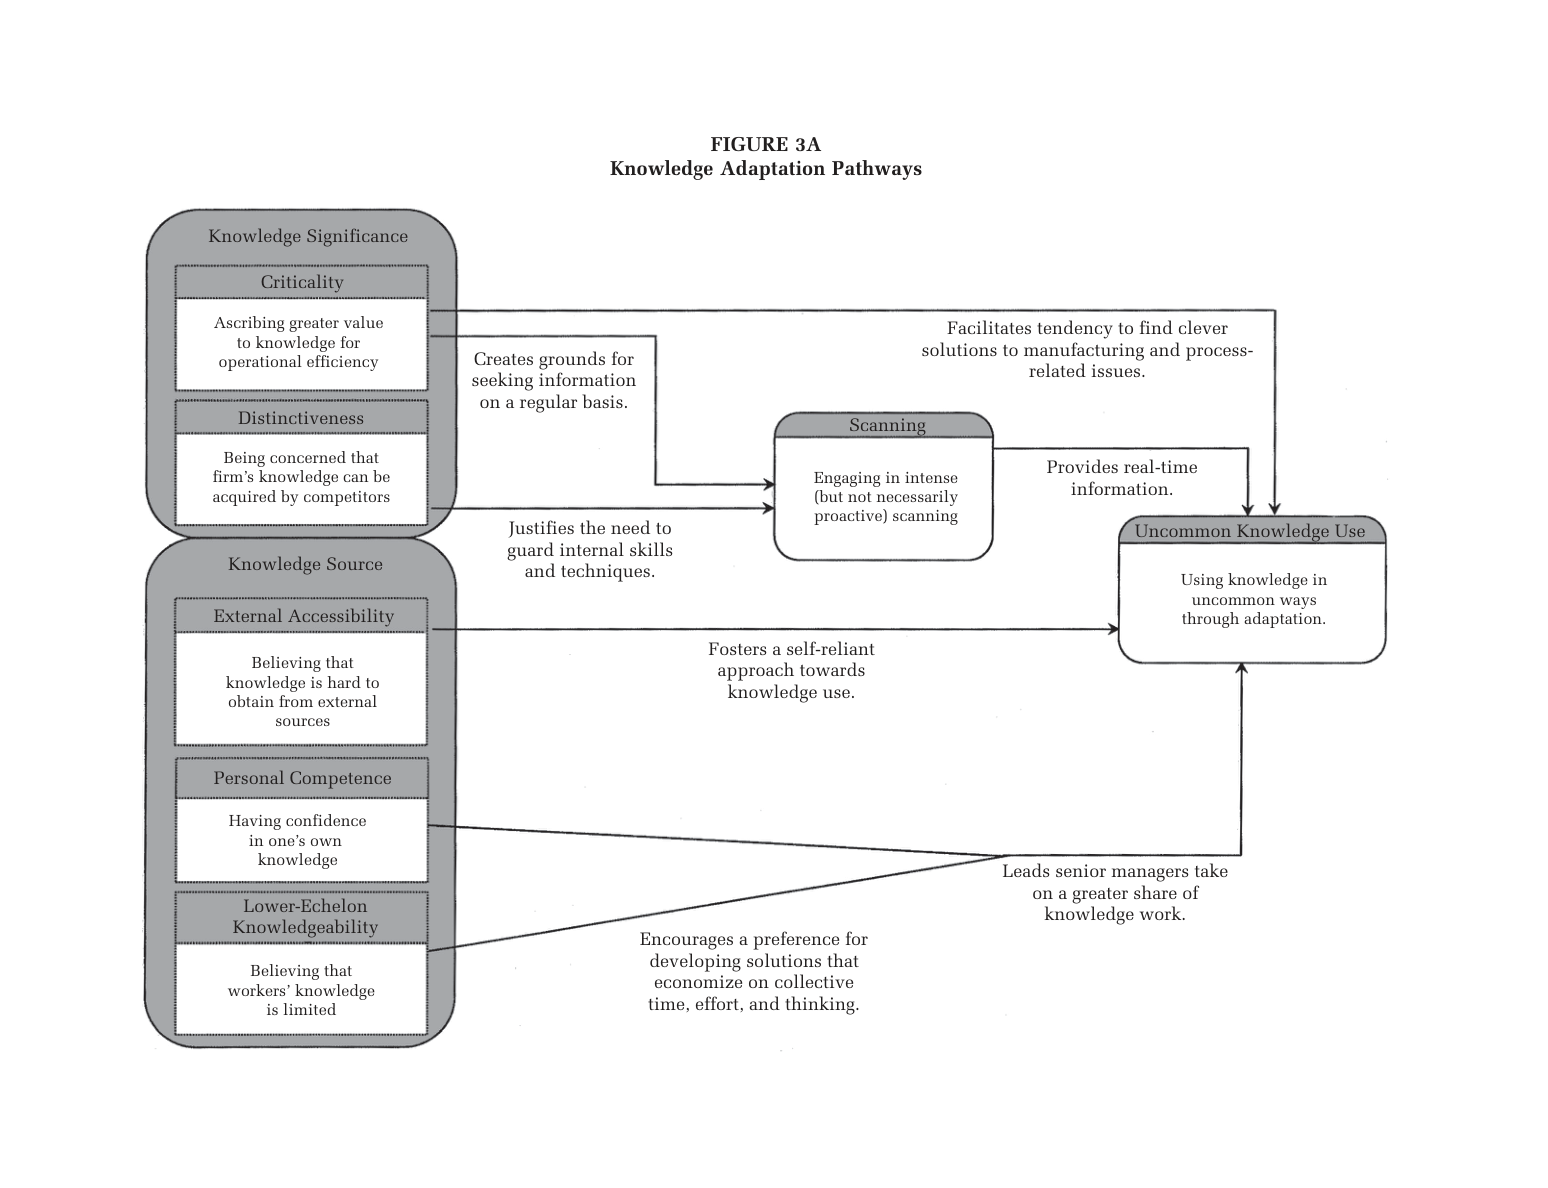 FIGURE 3A
Knowledge Adaptation Pathways
Knowledge Significance
Criticality
Ascribing greater value
to knowledge for
operational efficiency
Distinctiveness
Being concerned that
firm's knowledge can be
acquired by competitors
Knowledge Source
External Accessibility
Believing that
knowledge is hard to
obtain from external
sources
Personal Competence
Having confidence
in one's own
knowledge
Lower-Echelon
Knowledgeability
Believing that
workers' knowledge
is limited
Creates grounds for
seeking information
on a regular basis.
Justifies the need to
guard internal skills
and techniques.
Scanning
Engaging in intense
(but not necessarily
proactive) scanning
Facilitates tendency to find clever
solutions to manufacturing and process-
related issues.
Provides real-time
information.
Uncommon Knowledge Use
Using knowledge in
uncommon ways
through adaptation.
Fosters a self-reliant
approach towards
knowledge use.
Leads senior managers take
on a greater share of
knowledge work.
Encourages a preference for
developing solutions that
economize on collective
time, effort, and thinking.